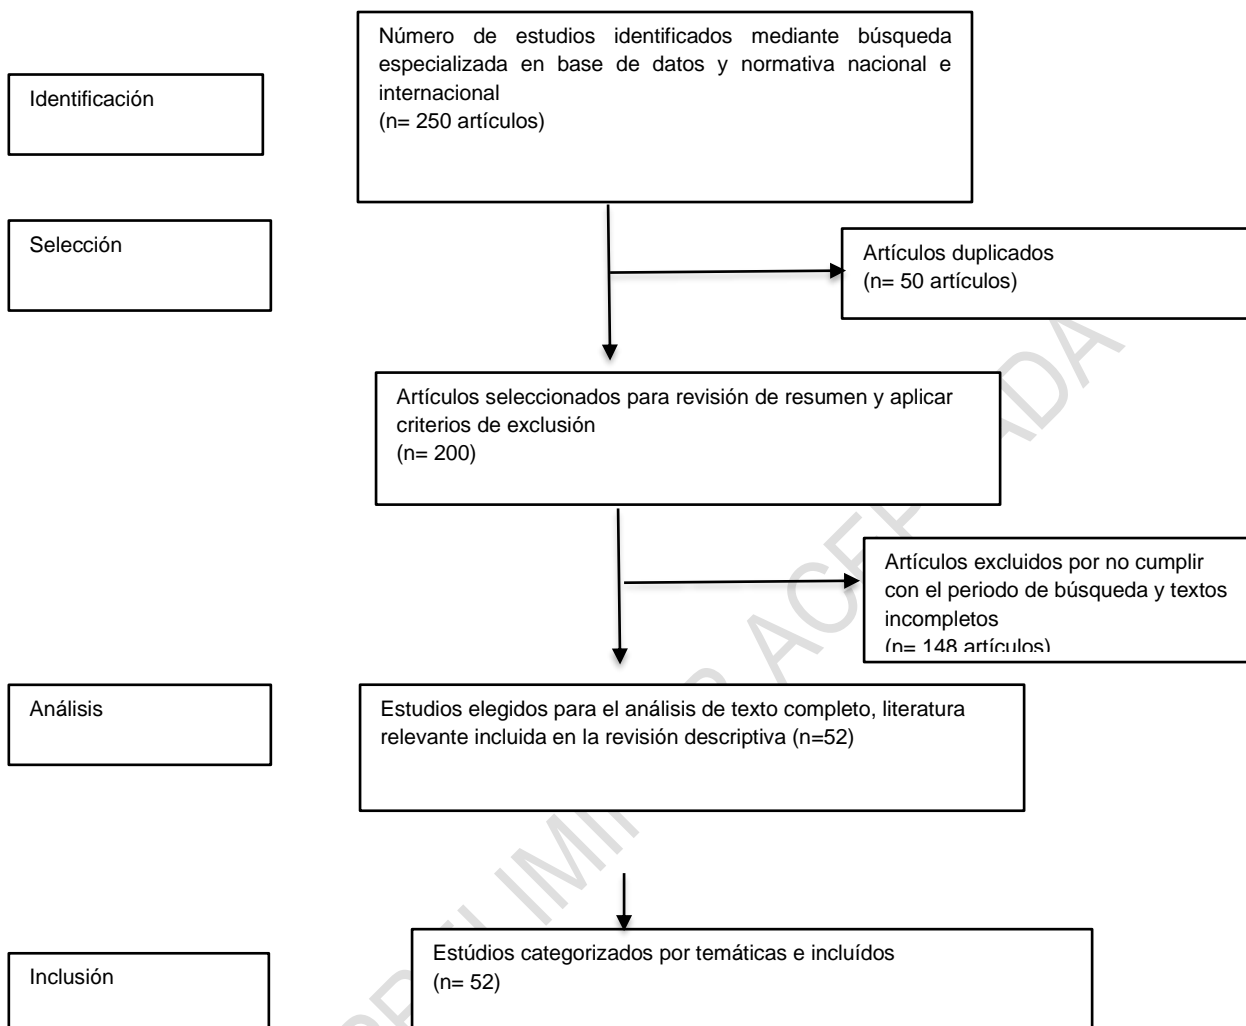 Número de estudios identificados mediante búsqueda
especializada en base de datos y normativa nacional e
internacional
(n= 250 artículos)
Identificación
Selección
Artículos duplicados
(n= 50 artículos)
Artículos seleccionados para revisión de resumen y aplicar
criterios de exclusión
(n= 200)
Artículos excluidos por no cumplir
con el periodo de búsqueda y textos
incompletos
(n= 148 artículos)
Análisis
Estudios elegidos para el análisis de texto completo, literatura
relevante incluida en la revisión descriptiva (n=52)
Inclusión
Estúdios categorizados por temáticas e incluídos
(n= 52)